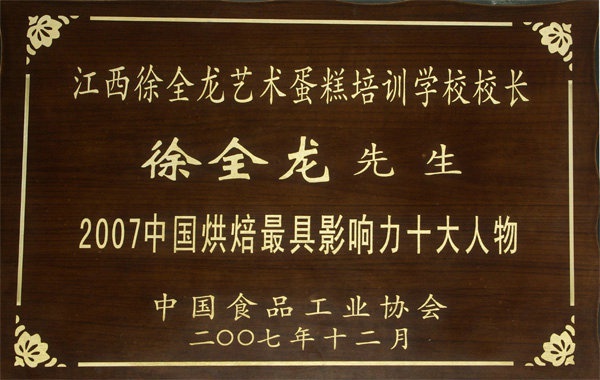 江西徐全龙艺术蛋糕培训学校校长
徐全龙先生
2007中国烘焙最具影响力十大人物
中国食品工业协会
二〇〇七年十二月